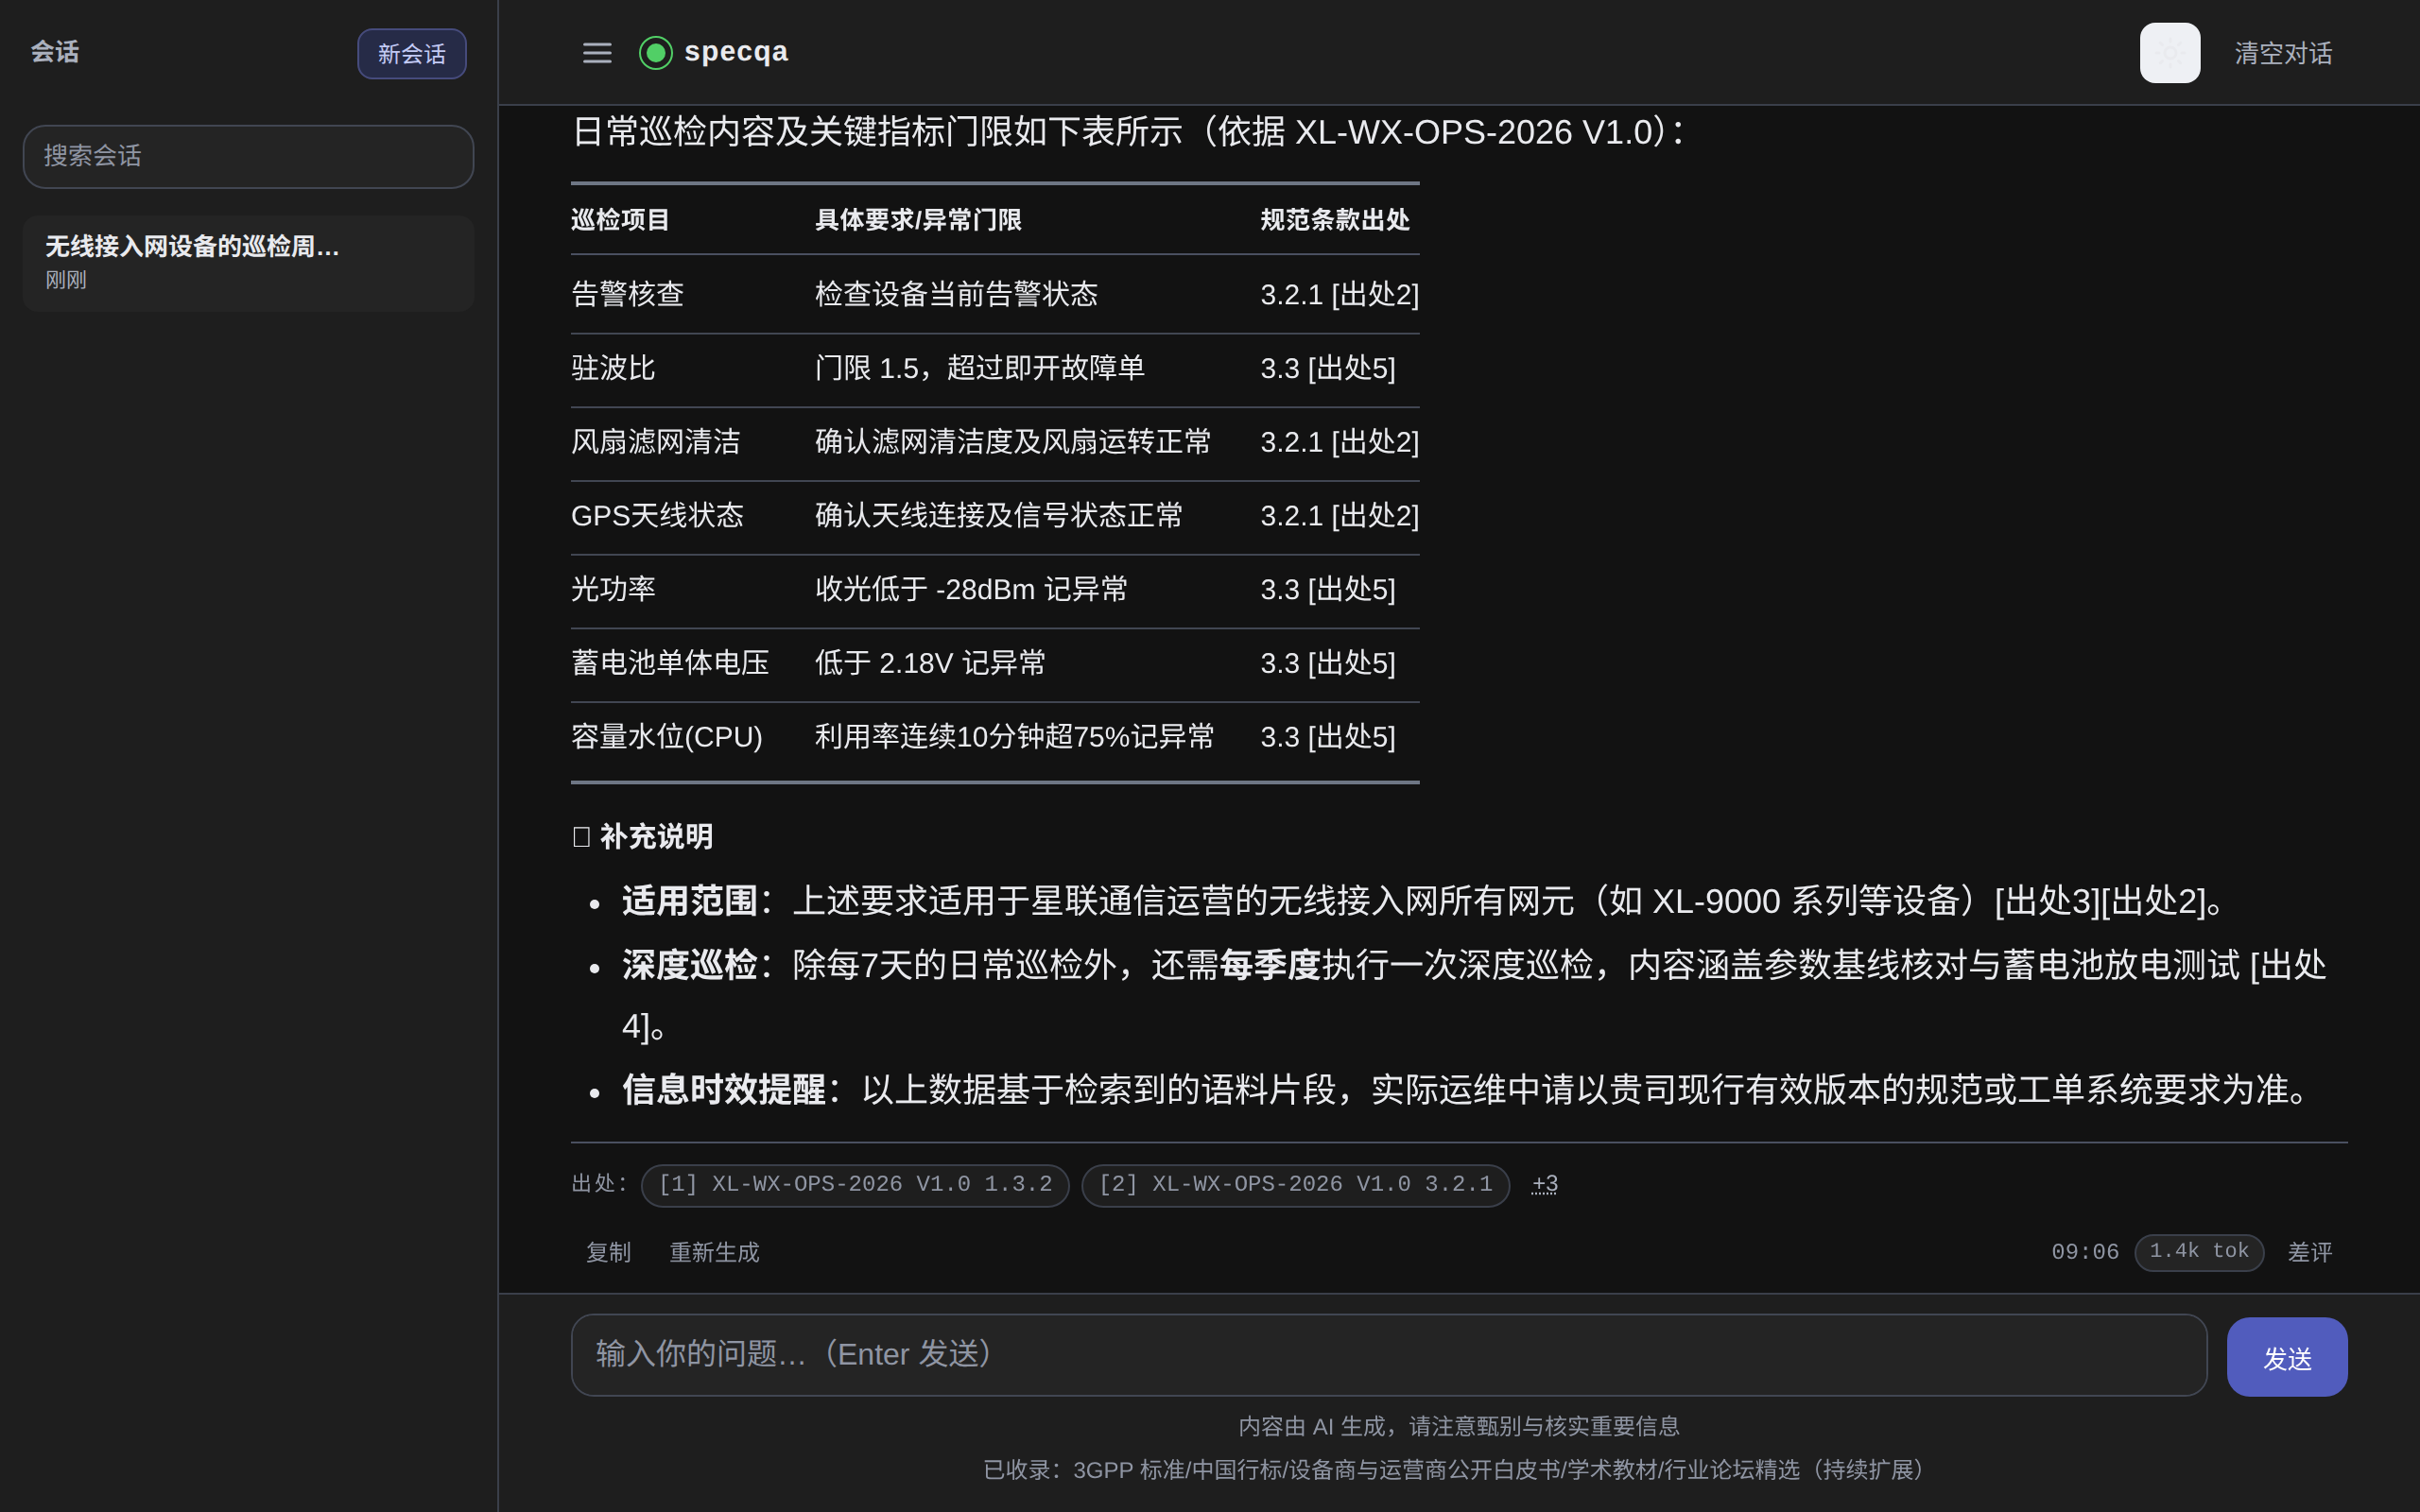 会话
新会话
搜索会话
无线接入网设备的巡检周…
刚刚
specqa
清空对话
日常巡检内容及关键指标门限如下表所示（依据 XL-WX-OPS-2026 V1.0）：
巡检项目 具体要求/异常门限 规范条款出处
告警核查 检查设备当前告警状态 3.2.1 [出处2]
驻波比 门限 1.5，超过即开故障单 3.3 [出处5]
风扇滤网清洁 确认滤网清洁度及风扇运转正常 3.2.1 [出处2]
GPS天线状态 确认天线连接及信号状态正常 3.2.1 [出处2]
光功率 收光低于 -28dBm 记异常 3.3 [出处5]
蓄电池单体电压 低于 2.18V 记异常 3.3 [出处5]
容量水位(CPU) 利用率连续10分钟超75%记异常 3.3 [出处5]
补充说明
• 适用范围：上述要求适用于星联通信运营的无线接入网所有网元（如 XL-9000 系列等设备）[出处3][出处2]。
• 深度巡检：除每7天的日常巡检外，还需每季度执行一次深度巡检，内容涵盖参数基线核对与蓄电池放电测试 [出处
4]。
• 信息时效提醒：以上数据基于检索到的语料片段，实际运维中请以贵司现行有效版本的规范或工单系统要求为准。
出处： [1] XL-WX-OPS-2026 V1.0 1.3.2 [2] XL-WX-OPS-2026 V1.0 3.2.1 +3
复制 重新生成 09:06 1.4k tok 差评
输入你的问题…（Enter 发送）
发送
内容由 AI 生成，请注意甄别与核实重要信息
已收录：3GPP 标准/中国行标/设备商与运营商公开白皮书/学术教材/行业论坛精选（持续扩展）